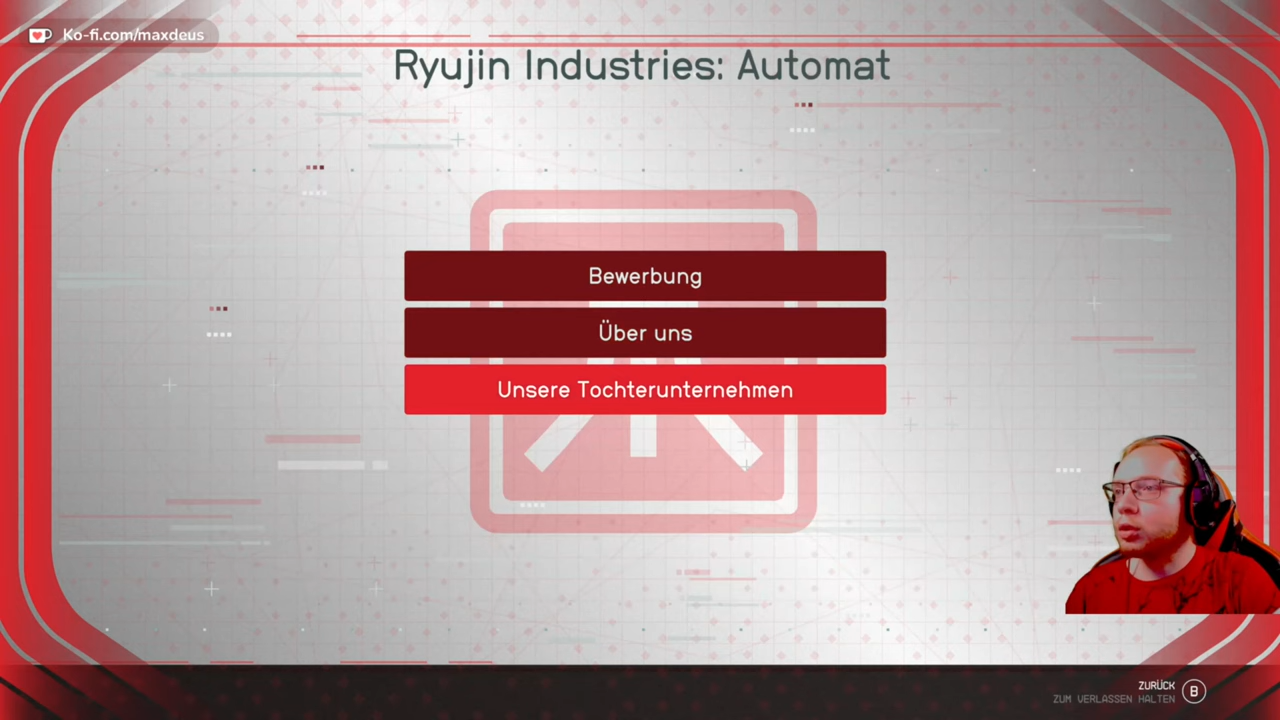 Ko-fi.com/maxdeus
Ryujin Industries: Automat
Bewerbung
Über uns
Unsere Tochterunternehmen
ZURÜCK
ZUM VERLASSEN HALTEN
B